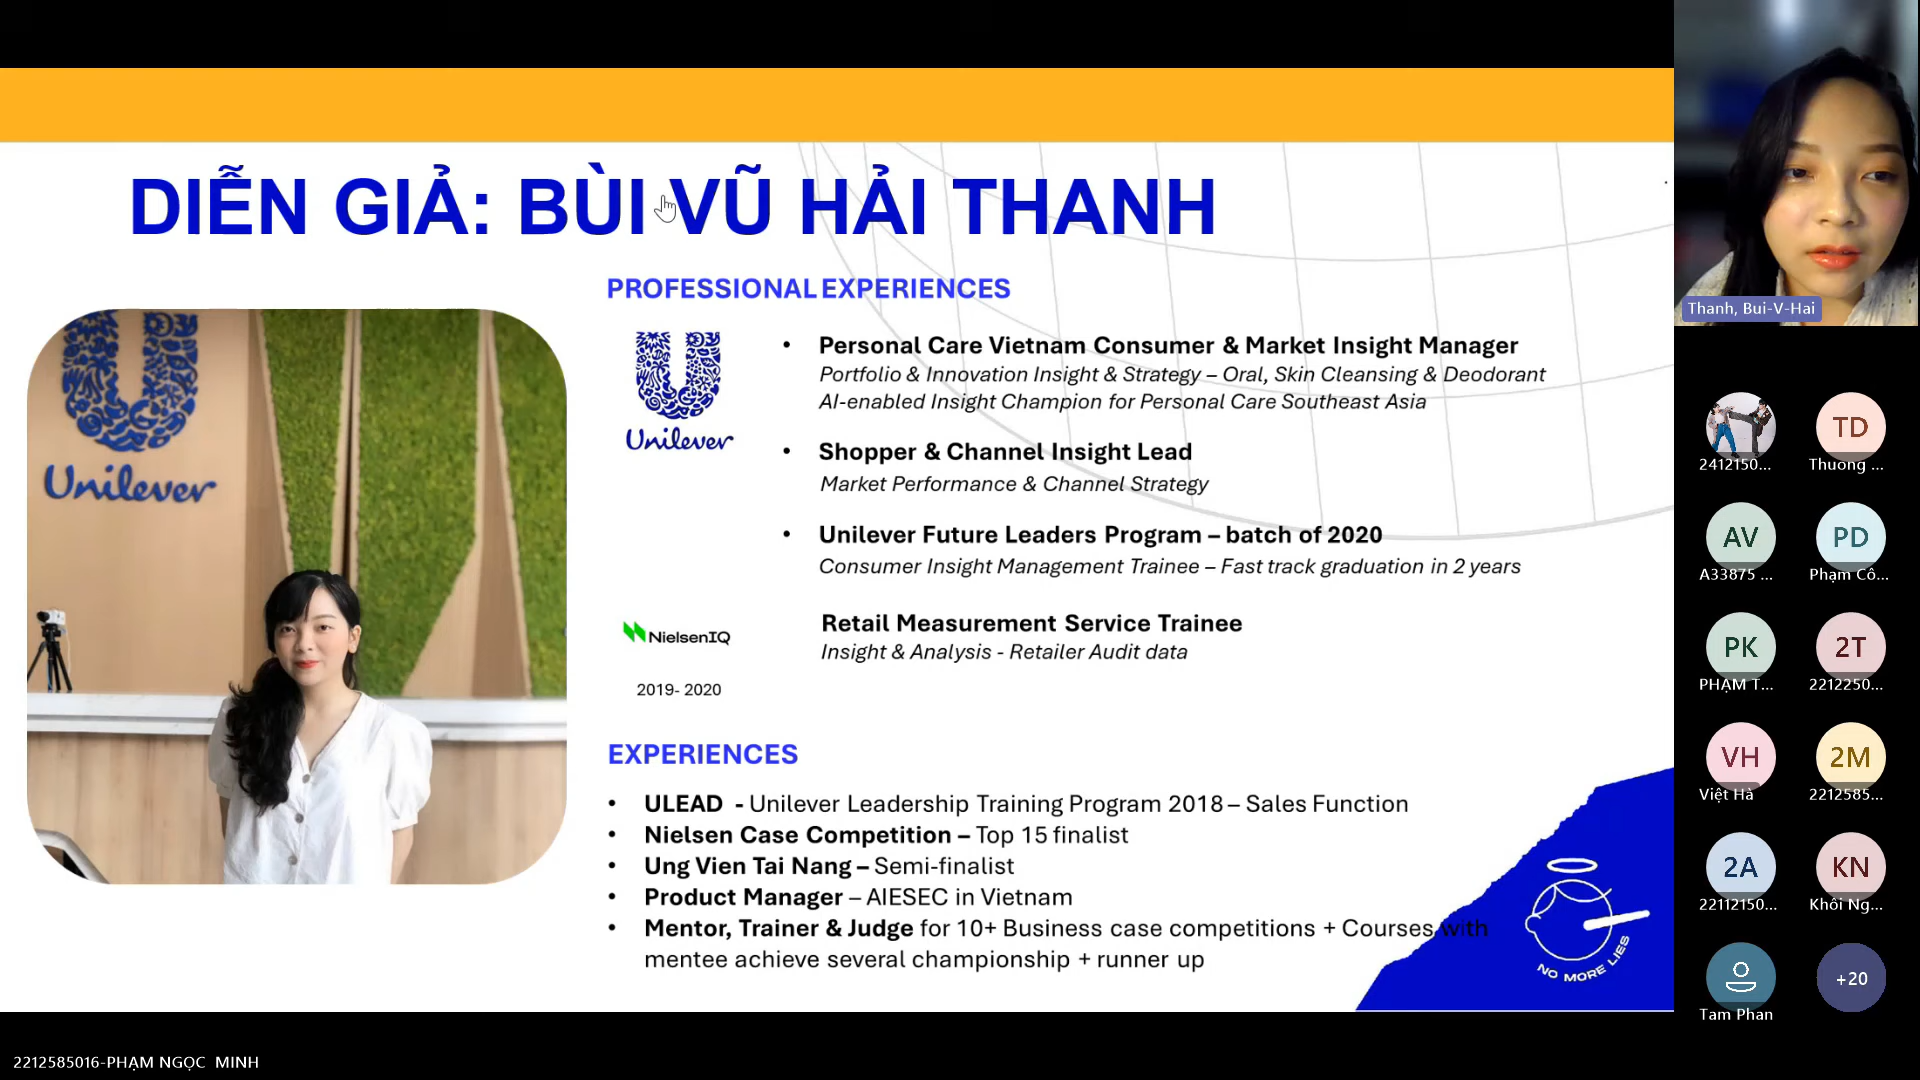 DIỄN GIẢ: BÙI VŨ HẢI THANH
PROFESSIONAL EXPERIENCES
Unilever
Unilever
• Personal Care Vietnam Consumer & Market Insight Manager
Portfolio & Innovation Insight & Strategy – Oral, Skin Cleansing & Deodorant
AI-enabled Insight Champion for Personal Care Southeast Asia
• Shopper & Channel Insight Lead
Market Performance & Channel Strategy
• Unilever Future Leaders Program – batch of 2020
Consumer Insight Management Trainee – Fast track graduation in 2 years
NielsenIQ
2019- 2020
Retail Measurement Service Trainee
Insight & Analysis - Retailer Audit data
EXPERIENCES
• ULEAD - Unilever Leadership Training Program 2018 – Sales Function
• Nielsen Case Competition – Top 15 finalist
• Ung Vien Tai Nang – Semi-finalist
• Product Manager – AIESEC in Vietnam
• Mentor, Trainer & Judge for 10+ Business case competitions + Courses with
mentee achieve several championship + runner up
NO MORE LIES
Thanh, Bui-V-Hai
2412150...
TD
Thuong ...
AV
A33875 ...
PD
Phạm Cô...
PK
PHẠM T...
2T
2212250...
VH
Việt Hà
2M
2212585...
2A
22112150...
KN
Khôi Ng...
Tam Phan
+20
2212585016-PHẠM NGỌC MINH